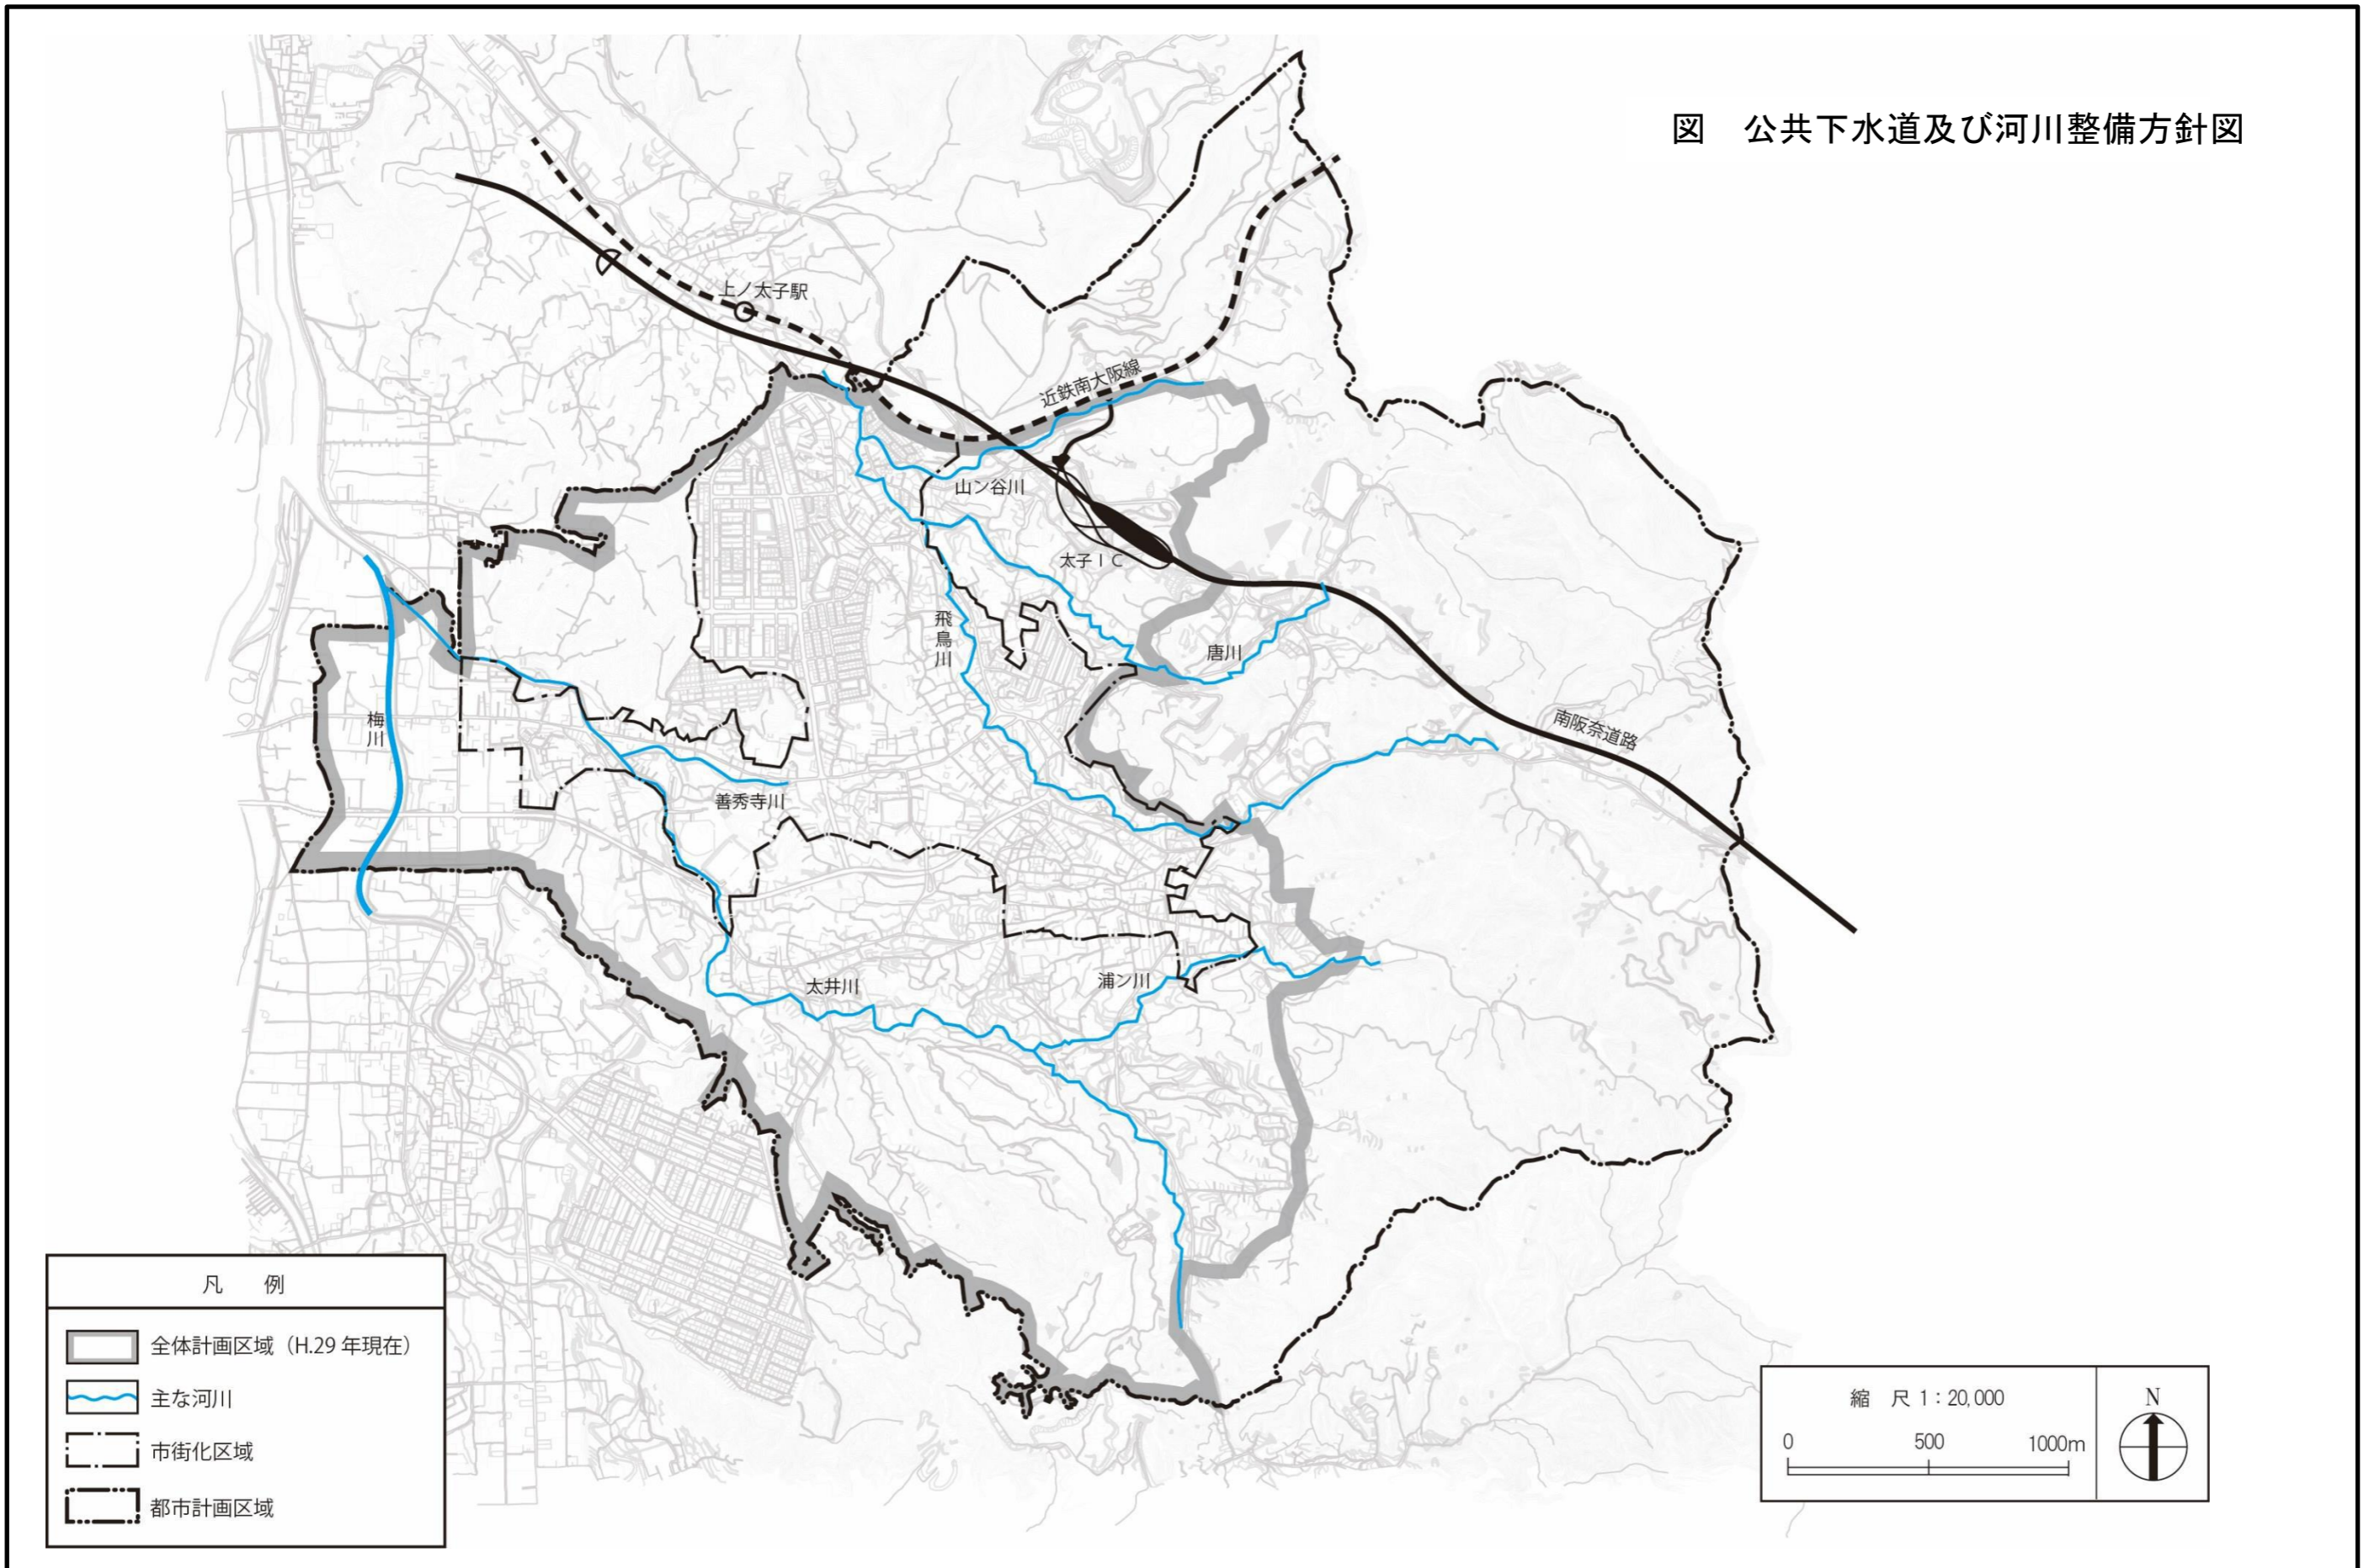 図　公共下水道及び河川整備方針図
上ノ太子駅
近鉄南大阪線
山ン谷川
太子ＩＣ
飛鳥川
唐川
梅川
南阪奈道路
善秀寺川
太井川
浦ン川
凡　例
全体計画区域（H.29年現在）
主な河川
市街化区域
都市計画区域
縮　尺 1：20,000
0 500 1000m
N